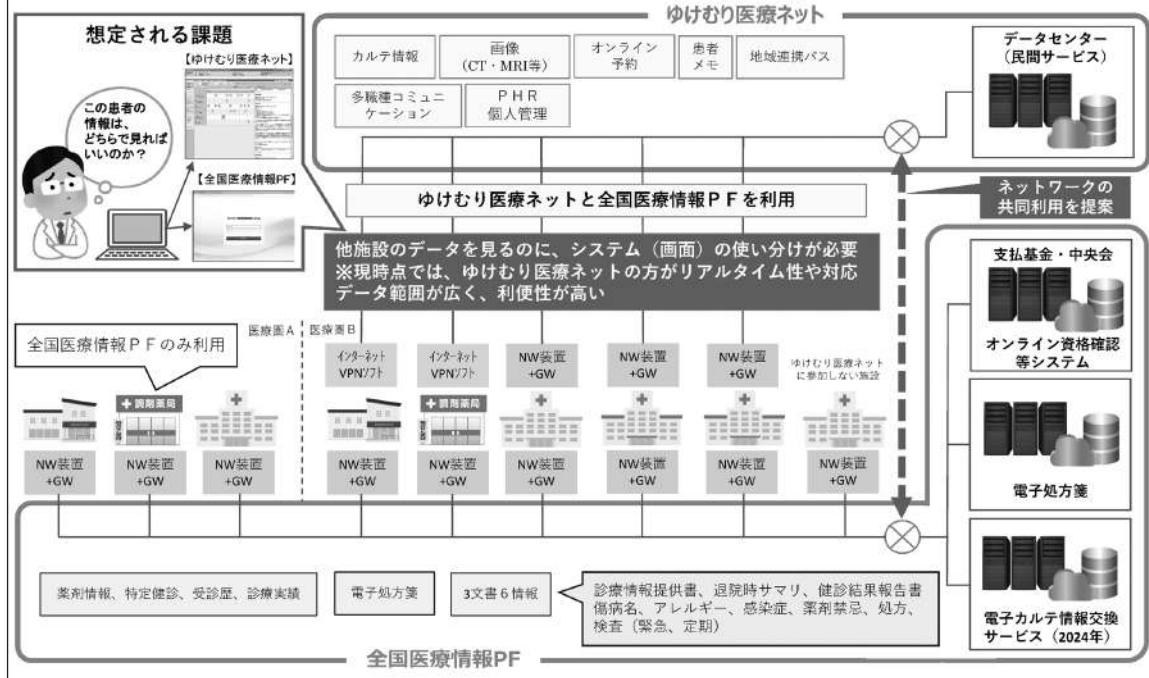 ゆけむり医療ネット
想定される課題
【ゆけむり医療ネット】
この患者の
情報は、
どちらで見れば
いいのか?
【全国医療情報PF】
カルテ情報
画像
(CT・MRI等)
オンライン
予約
患者
メモ
地域連携パス
多職種コミュニ
ケーション
PHR
個人管理
データセンター
(民間サービス)
ネットワークの
共同利用を提案
ゆけむり医療ネットと全国医療情報PFを利用
他施設のデータを見るのに、システム(画面)の使い分けが必要
※現時点では、ゆけむり医療ネットの方がリアルタイム性や対応
データ範囲が広く、利便性が高い
医療圏A
医療圏B
全国医療情報PFのみ利用
インターネット
VPNソフト
インターネット
VPNソフト
NW装置
+GW
NW装置
+GW
NW装置
+GW
ゆけむり医療ネット
に参加しない施設
調剤薬局
調剤薬局
NW装置
+GW
NW装置
+GW
NW装置
+GW
NW装置
+GW
NW装置
+GW
NW装置
+GW
NW装置
+GW
NW装置
+GW
NW装置
+GW
支払基金・中央会
オンライン資格確認
等システム
電子処方箋
電子カルテ情報交換
サービス(2024年)
薬剤情報、特定健診、受診歴、診療実績
電子処方箋
3文書6情報
診療情報提供書、退院時サマリ、健診結果報告書
傷病名、アレルギー、感染症、薬剤禁忌、処方、
検査(緊急、定期)
全国医療情報PF